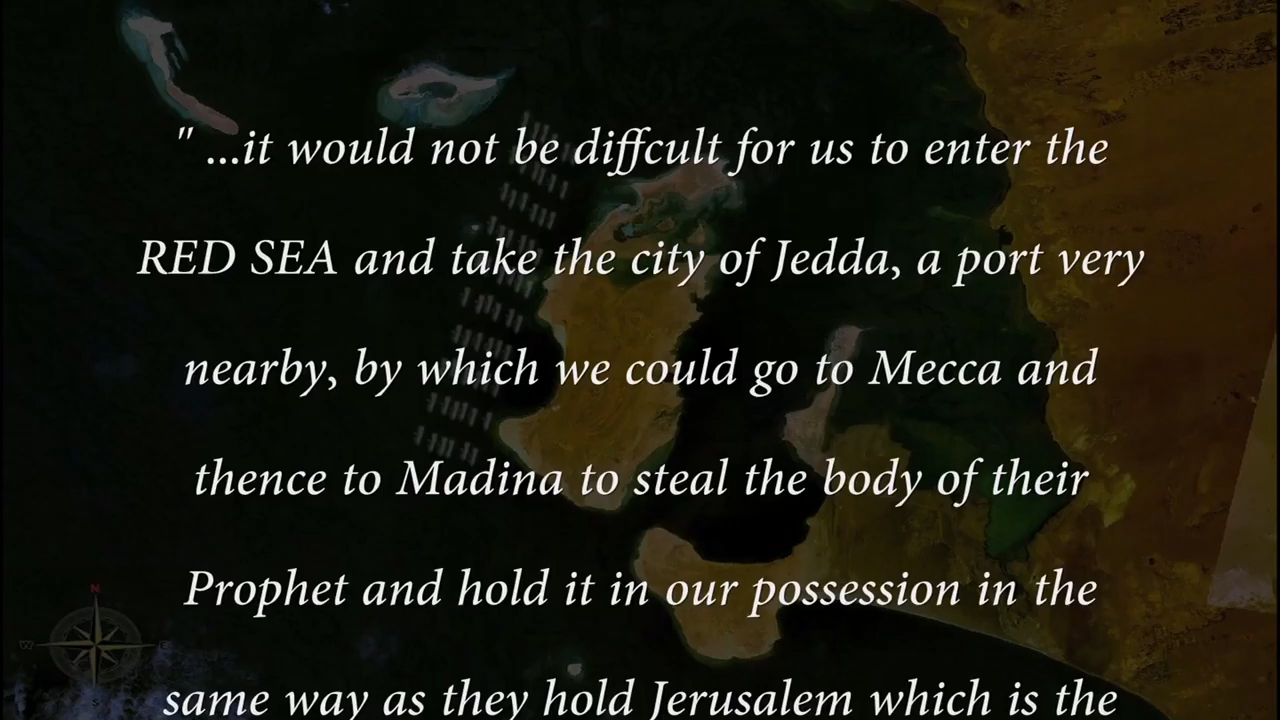 " ...it would not be diffcult for us to enter the
RED SEA and take the city of Jedda, a port very
nearby, by which we could go to Mecca and
thence to Madina to steal the body of their
Prophet and hold it in our possession in the
same way as they hold Jerusalem which is the
N
W E